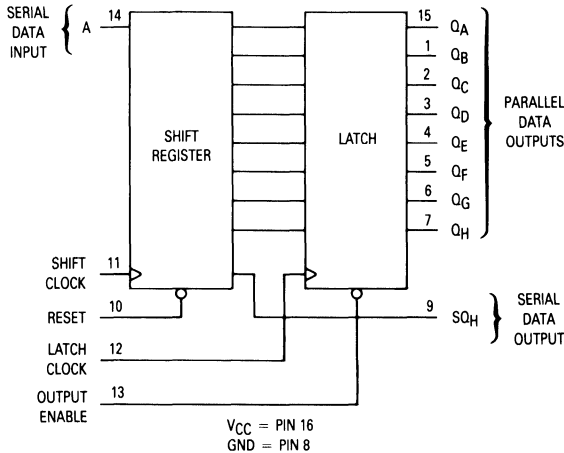 SERIAL
DATA
INPUT
A
14
SHIFT
REGISTER
LATCH
15 QA
1 QB
2 QC
3 QD
4 QE
5 QF
6 QG
7 QH
PARALLEL
DATA
OUTPUTS
SHIFT
CLOCK
11
RESET
10
LATCH
CLOCK
12
OUTPUT
ENABLE
13
9 SQH
SERIAL
DATA
OUTPUT
VCC = PIN 16
GND = PIN 8